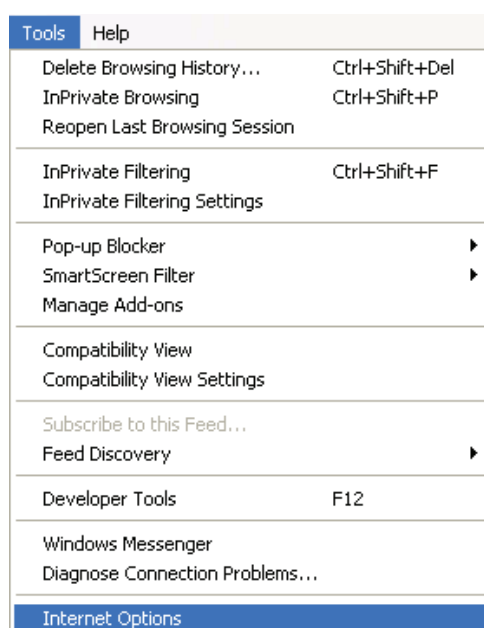 Tools Help
Delete Browsing History... Ctrl+Shift+Del
InPrivate Browsing Ctrl+Shift+P
Reopen Last Browsing Session
InPrivate Filtering Ctrl+Shift+F
InPrivate Filtering Settings
Pop-up Blocker
SmartScreen Filter
Manage Add-ons
Compatibility View
Compatibility View Settings
Subscribe to this Feed...
Feed Discovery
Developer Tools F12
Windows Messenger
Diagnose Connection Problems...
Internet Options